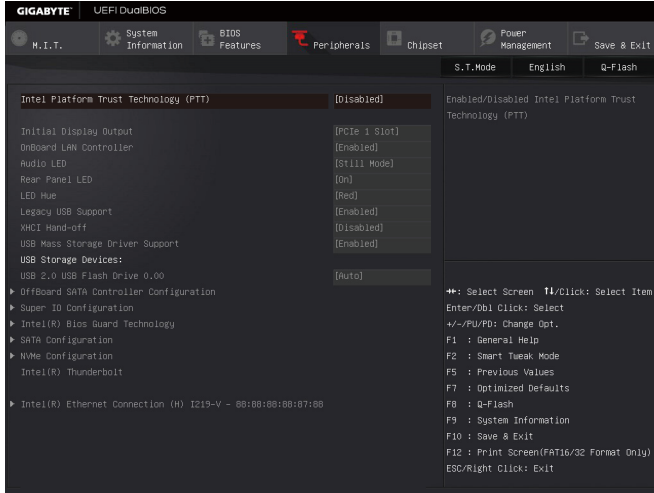 GIGABYTE™ UEFI DualBIOS
M.I.T.
System Information
BIOS Features
Peripherals
Chipset
Power Management
Save & Exit
S.T.Mode English Q-Flash
Intel Platform Trust Technology (PTT) [Disabled]
Initial Display Output [PCIe 1 Slot]
OnBoard LAN Controller [Enabled]
Audio LED [Still Mode]
Rear Panel LED [On]
LED Hue [Red]
Legacy USB Support [Enabled]
XHCI Hand-off [Disabled]
USB Mass Storage Driver Support [Enabled]
USB Storage Devices:
USB 2.0 USB Flash Drive 0.00 [Auto]
OffBoard SATA Controller Configuration
Super IO Configuration
Intel(R) Bios Guard Technology
SATA Configuration
NVMe Configuration
Intel(R) Thunderbolt
Intel(R) Ethernet Connection (H) I219-V - 88:88:88:88:87:88
Enabled/Disabled Intel Platform Trust
Technology (PTT)
→←: Select Screen ↑↓/Click: Select Item
Enter/Dbl Click: Select
+/-/PU/PD: Change Opt.
F1 : General Help
F2 : Smart Tweak Mode
F5 : Previous Values
F7 : Optimized Defaults
F8 : Q-Flash
F9 : System Information
F10 : Save & Exit
F12 : Print Screen(FAT16/32 Format Only)
ESC/Right Click: Exit